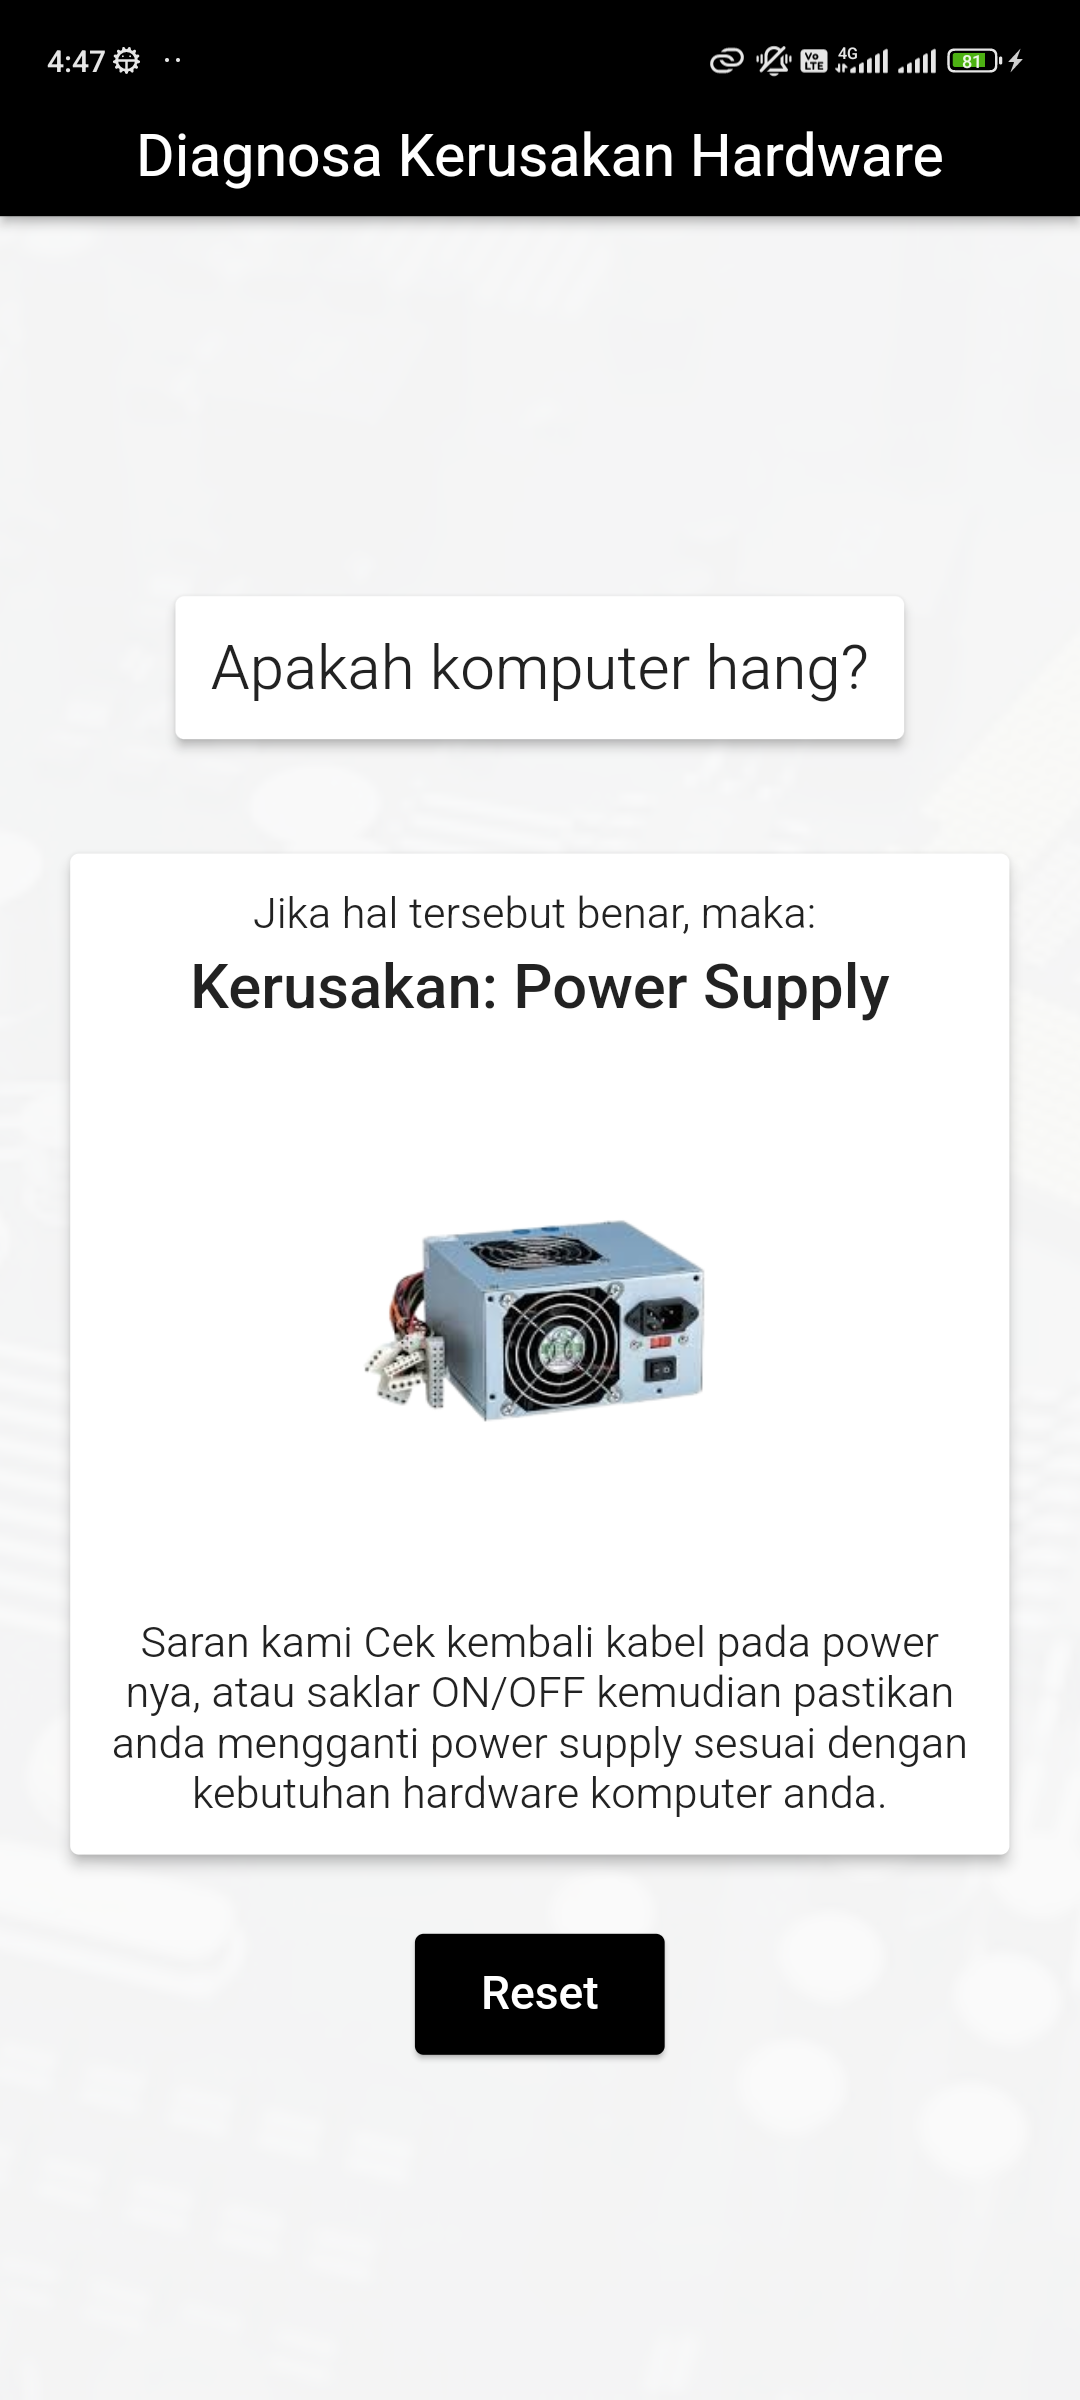 4:47
4G
Vo
LTE
81
Diagnosa Kerusakan Hardware
Apakah komputer hang?
Jika hal tersebut benar, maka:
Kerusakan: Power Supply
Saran kami Cek kembali kabel pada power
nya, atau saklar ON/OFF kemudian pastikan
anda mengganti power supply sesuai dengan
kebutuhan hardware komputer anda.
Reset